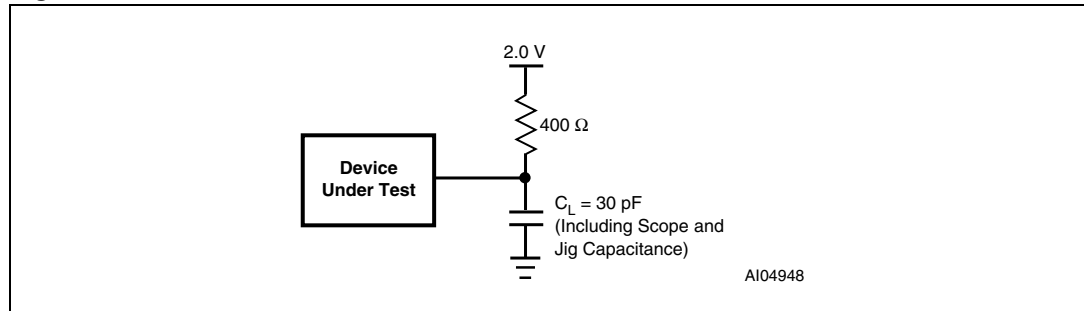 2.0 V
400 Ω
Device
Under Test
C_L = 30 pF
(Including Scope and
Jig Capacitance)
AI04948